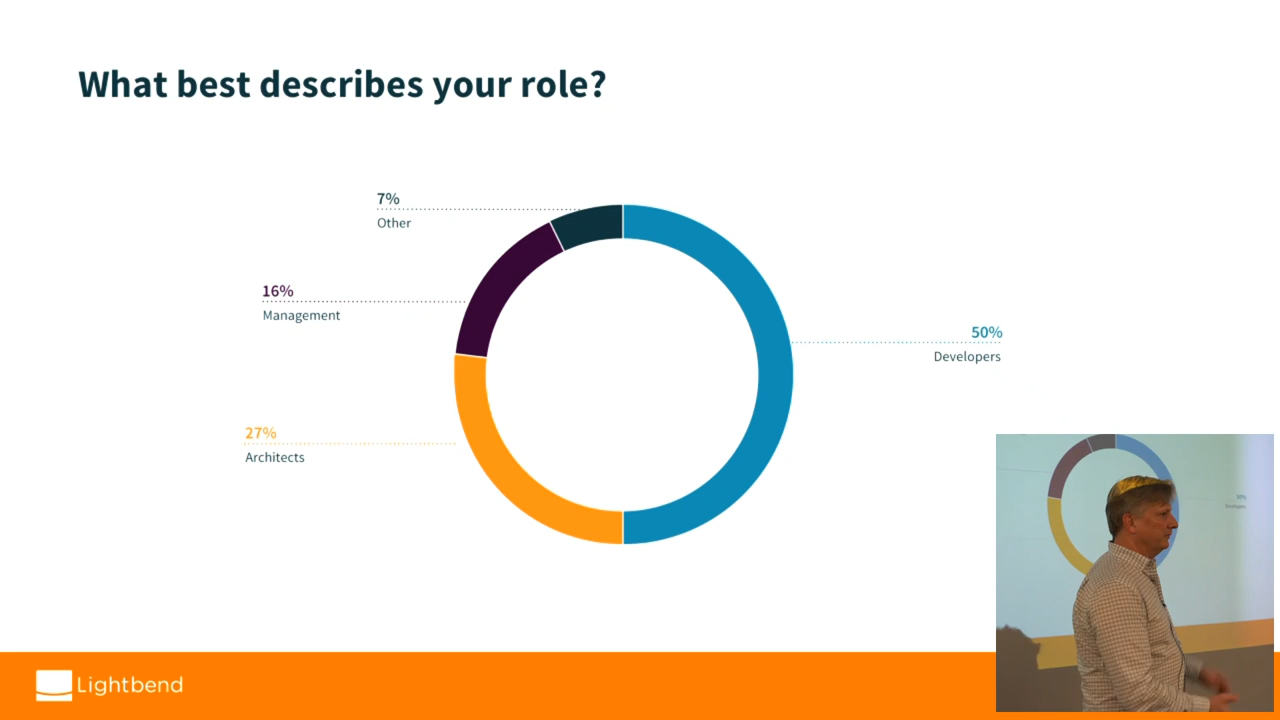 What best describes your role?
7%
Other
16%
Management
50%
Developers
27%
Architects
Lightbend